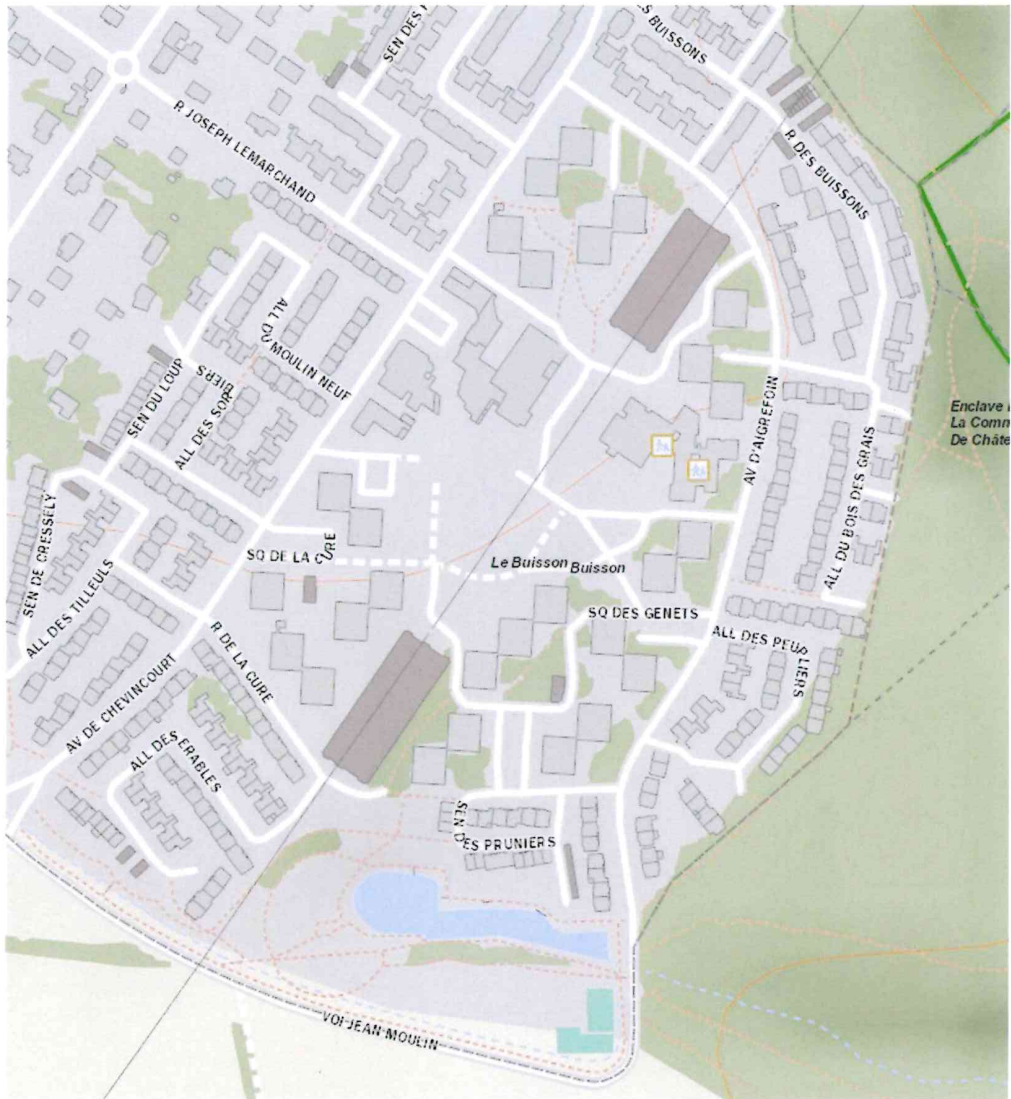 SEN DES
ES BUISSONS
R JOSEPH LEMARCHAND
R. DES BUISSONS
ALL DU MOULIN NEUF
SEN DU LOUP
ALL DES SORBIERS
AV D'AIGREFOIN
Enclave
La Comm
De Châte
ALL DU BOIS DES GRAIS
SEN DE CRESSELY
ALL DES TILLEULS
SQ DE LA CURE
Le Buisson Buisson
SQ DES GENETS
ALL DES PEUPLIERS
R DE LA CURE
AV DE CHEVINCOURT
ALL DES ERABLES
SEN DES PRUNIERS
VOI JEAN MOULIN